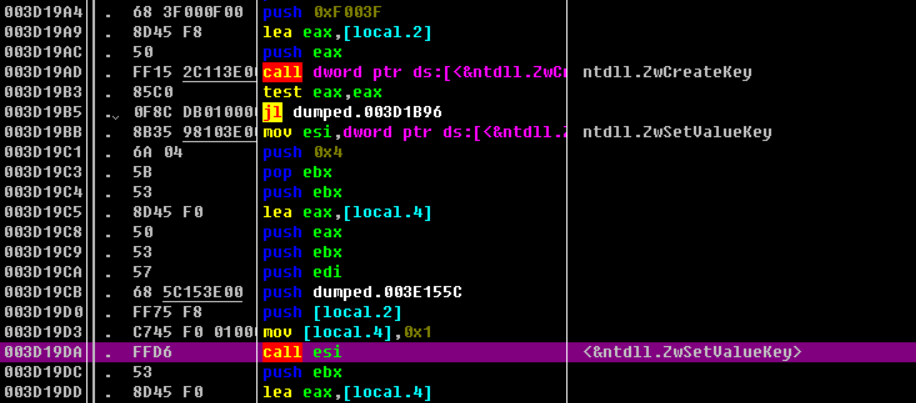 003D19A4 . 68 3F000F00 push 0xF003F
003D19A9 . 8D45 F8 lea eax,[local.2]
003D19AC . 50 push eax
003D19AD . FF15 2C113E00 call dword ptr ds:[<&ntdll.ZwCr ntdll.ZwCreateKey
003D19B3 . 85C0 test eax,eax
003D19B5 . 0F8C DB010000 jl dumped.003D1B96
003D19BB . 8B35 98103E00 mov esi,dword ptr ds:[<&ntdll.Z ntdll.ZwSetValueKey
003D19C1 . 6A 04 push 0x4
003D19C3 . 5B pop ebx
003D19C4 . 53 push ebx
003D19C5 . 8D45 F0 lea eax,[local.4]
003D19C8 . 50 push eax
003D19C9 . 53 push ebx
003D19CA . 57 push edi
003D19CB . 68 5C153E00 push dumped.003E155C
003D19D0 . FF75 F8 push [local.2]
003D19D3 . C745 F0 01000 mov [local.4],0x1
003D19DA . FFD6 call esi <&ntdll.ZwSetValueKey>
003D19DC . 53 push ebx
003D19DD . 8D45 F0 lea eax,[local.4]